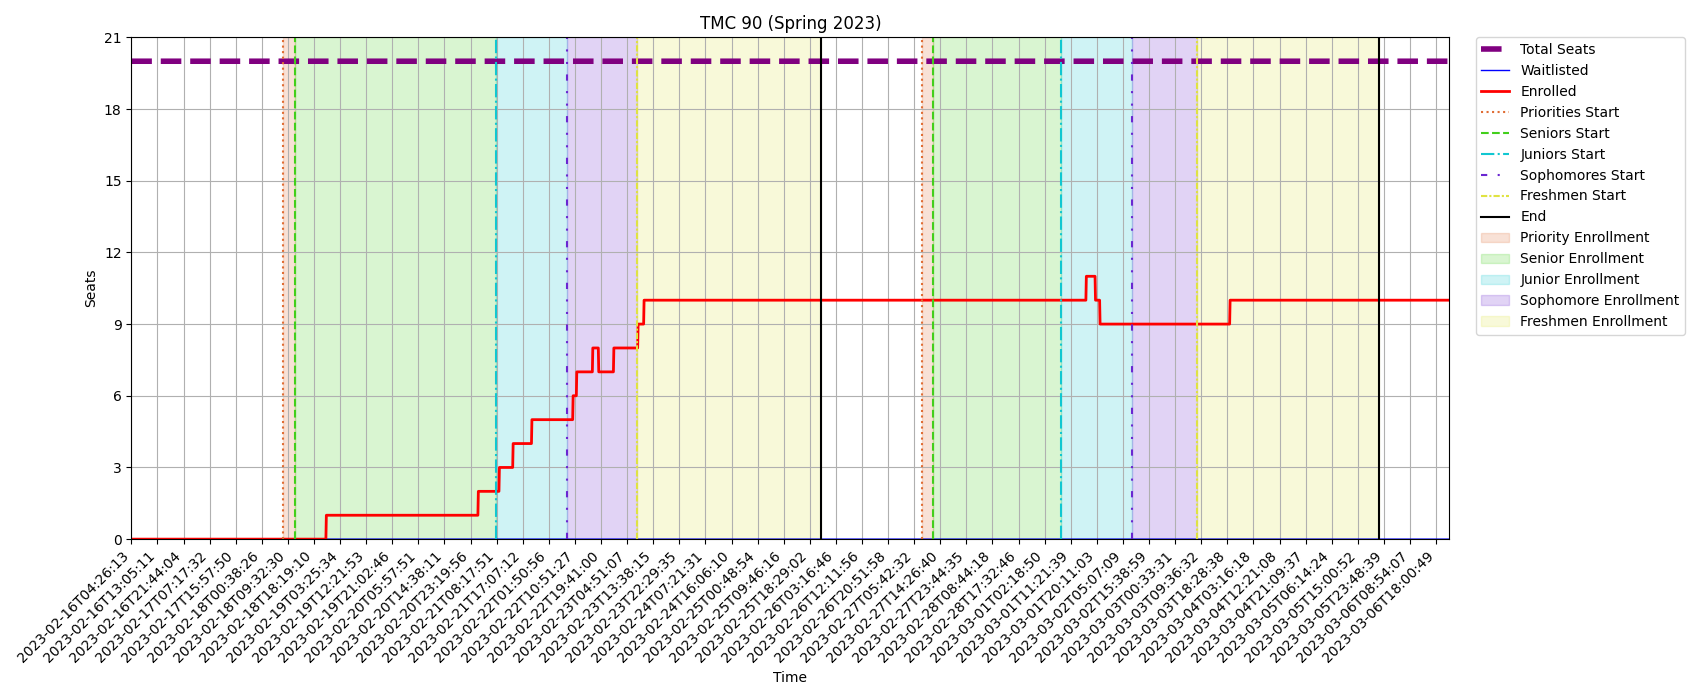 TMC 90 (Spring 2023)
21
18
15
12
9
6
3
0
Seats
2023-02-16T04:26:13
2023-02-16T13:05:11
2023-02-16T21:44:04
2023-02-17T07:17:32
2023-02-17T15:57:50
2023-02-18T00:38:26
2023-02-18T09:32:30
2023-02-18T18:19:10
2023-02-19T03:25:34
2023-02-19T12:21:53
2023-02-19T21:02:46
2023-02-20T05:57:51
2023-02-20T14:38:11
2023-02-20T23:19:56
2023-02-21T08:17:51
2023-02-21T17:07:12
2023-02-22T01:50:56
2023-02-22T10:51:27
2023-02-22T19:41:00
2023-02-23T04:51:07
2023-02-23T13:38:15
2023-02-23T22:29:35
2023-02-24T07:21:31
2023-02-24T16:06:10
2023-02-25T00:48:54
2023-02-25T09:46:16
2023-02-25T18:29:02
2023-02-26T03:16:46
2023-02-26T12:11:56
2023-02-26T20:51:58
2023-02-27T05:42:32
2023-02-27T14:26:40
2023-02-27T23:44:35
2023-02-28T08:44:18
2023-02-28T17:32:46
2023-03-01T02:18:50
2023-03-01T11:21:39
2023-03-01T20:11:03
2023-03-02T05:07:09
2023-03-02T15:38:59
2023-03-03T00:33:31
2023-03-03T09:36:32
2023-03-03T18:28:38
2023-03-04T03:16:18
2023-03-04T12:21:08
2023-03-04T21:09:37
2023-03-05T06:14:24
2023-03-05T15:00:52
2023-03-05T23:48:39
2023-03-06T08:54:07
2023-03-06T18:00:49
Time
Total Seats
Waitlisted
Enrolled
Priorities Start
Seniors Start
Juniors Start
Sophomores Start
Freshmen Start
End
Priority Enrollment
Senior Enrollment
Junior Enrollment
Sophomore Enrollment
Freshmen Enrollment